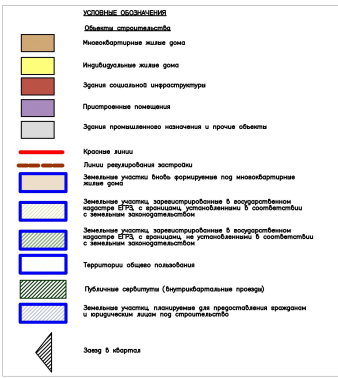 УСЛОВНЫЕ ОБОЗНАЧЕНИЯ
Объекты строительства
Многоквартирные жилые дома
Индивидуальные жилые дома
Здания социальной инфраструктуры
Пристроенные помещения
Здания промышленного назначения и прочие объекты
Красные линии
Линии регулирования застройки
Земельные участки вновь формируемые под многоквартирные
жилые дома
Земельные участки, зарегистрированные в государственном
кадастре ЕГРЗ, с границами, установленными в соответствии
с земельным законодательством
Земельные участки, зарегистрированные в государственном
кадастре ЕГРЗ, с границами, не установленными в соответствии
с земельным законодательством
Территории общего пользования
Публичные сервитуты (внутриквартальные проезды)
Земельные участки, планируемые для предоставления гражданам
и юридическим лицам под строительство
Заезд в квартал